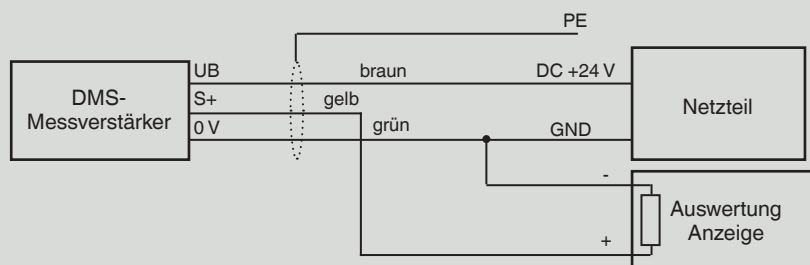 PE
UB
braun
DC +24 V
DMS-
Messverstärker
S+
gelb
Netzteil
0 V
grün
GND
-
Auswertung
Anzeige
+